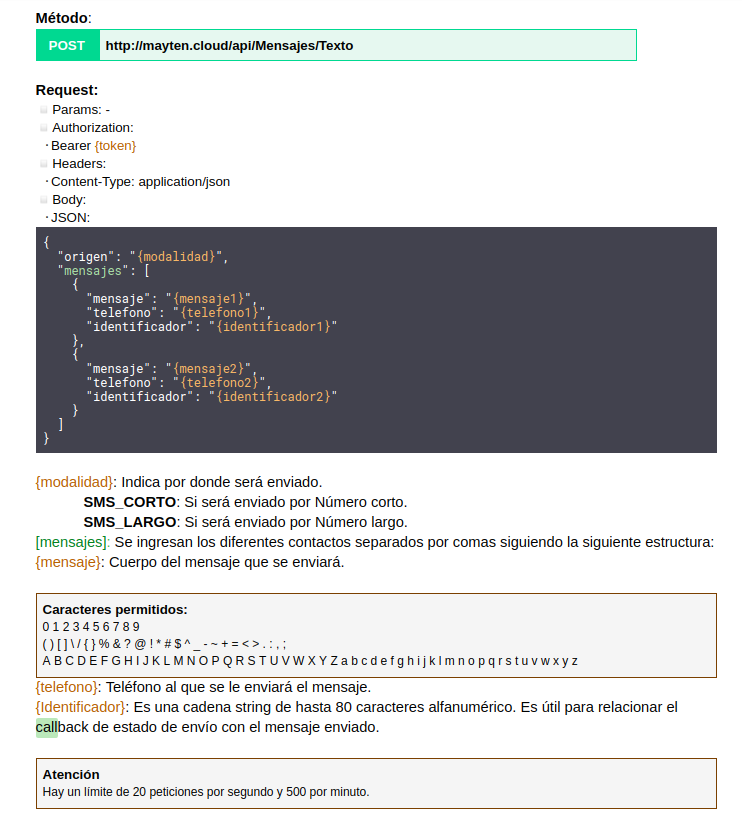 Método:
POST http://mayten.cloud/api/Mensajes/Texto
Request:
Params: -
Authorization:
· Bearer {token}
Headers:
· Content-Type: application/json
Body:
· JSON:
{
"origen": "{modalidad}",
"mensajes": [
{
"mensaje": "{mensaje1}",
"telefono": "{telefono1}",
"identificador": "{identificador1}"
},
{
"mensaje": "{mensaje2}",
"telefono": "{telefono2}",
"identificador": "{identificador2}"
}
]
}
{modalidad}: Indica por donde será enviado.
SMS_CORTO: Si será enviado por Número corto.
SMS_LARGO: Si será enviado por Número largo.
[mensajes]: Se ingresan los diferentes contactos separados por comas siguiendo la siguiente estructura:
{mensaje}: Cuerpo del mensaje que se enviará.
Caracteres permitidos:
0 1 2 3 4 5 6 7 8 9
( ) [ ] \ / { } % & ? @ ! * # $ ^ _ - ~ + = < > . : , ;
A B C D E F G H I J K L M N O P Q R S T U V W X Y Z a b c d e f g h i j k l m n o p q r s t u v w x y z
{telefono}: Teléfono al que se le enviará el mensaje.
{Identificador}: Es una cadena string de hasta 80 caracteres alfanumérico. Es útil para relacionar el
callback de estado de envío con el mensaje enviado.
Atención
Hay un límite de 20 peticiones por segundo y 500 por minuto.